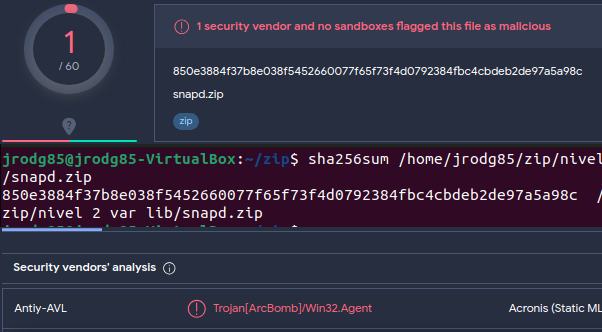 1
/ 60
1 security vendor and no sandboxes flagged this file as malicious
850e3884f37b8e038f5452660077f65f73f4d0792384fbc4cbdeb2de97a5a98c
snapd.zip
zip
?
jrodg85@jrodg85-VirtualBox:~/zip$ sha256sum /home/jrodg85/zip/nivel
/snapd.zip
850e3884f37b8e038f5452660077f65f73f4d0792384fbc4cbdeb2de97a5a98c /
zip/nivel 2 var lib/snapd.zip
Security vendors' analysis
Antiy-AVL
Trojan[ArcBomb]/Win32.Agent
Acronis (Static ML